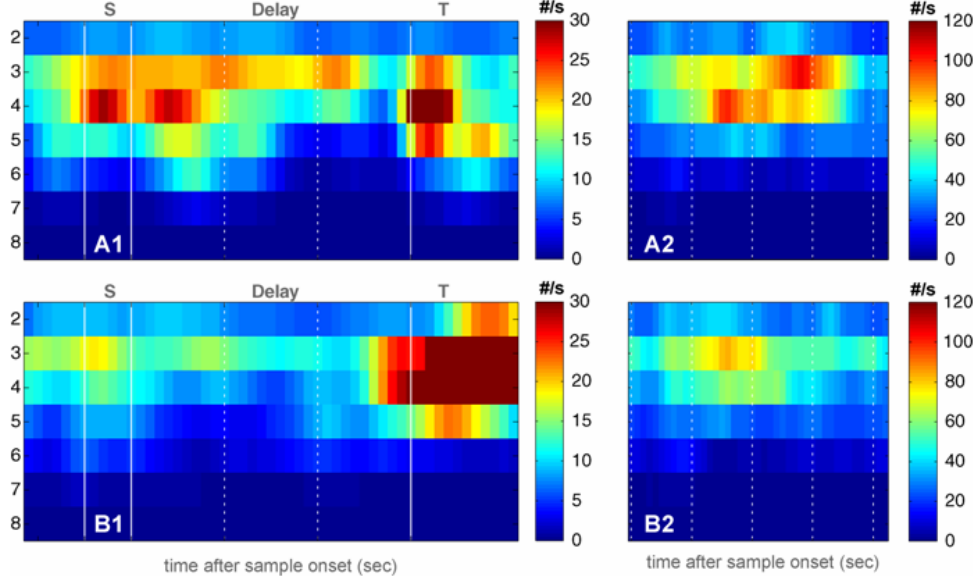 S Delay T #/s #/s
2 30 120
3 25 100
4 20 80
5 15 60
6 10 40
7 5 20
8 A1 0 A2 0
S Delay T #/s #/s
2 30 120
3 25 100
4 20 80
5 15 60
6 10 40
7 5 20
8 B1 0 B2 0
time after sample onset (sec) time after sample onset (sec)